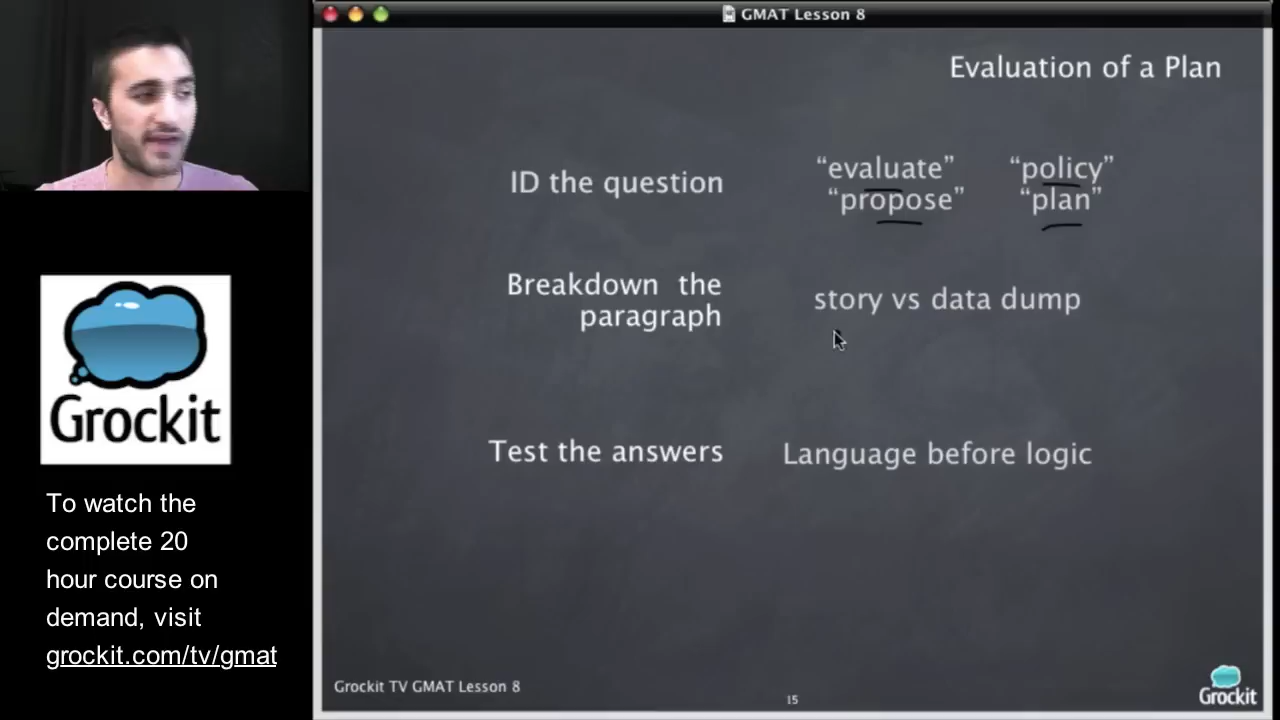 GMAT Lesson 8
Evaluation of a Plan
ID the question
“evaluate” “policy”
“propose” “plan”
Breakdown the
paragraph
story vs data dump
Test the answers
Language before logic
Grockit TV GMAT Lesson 8
15
Grockit
Grockit
To watch the
complete 20
hour course on
demand, visit
grockit.com/tv/gmat